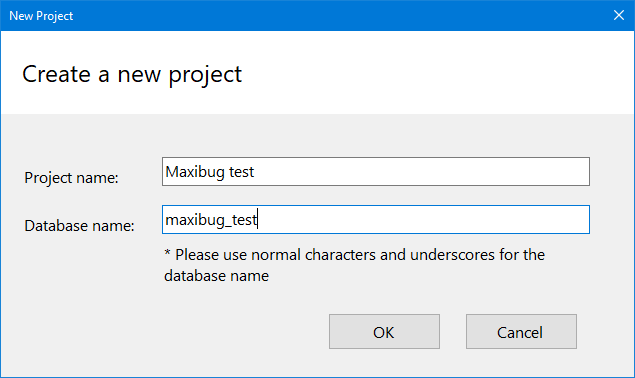 New Project
Create a new project
Project name: Maxibug test
Database name: maxibug_test
* Please use normal characters and underscores for the
database name
OK Cancel